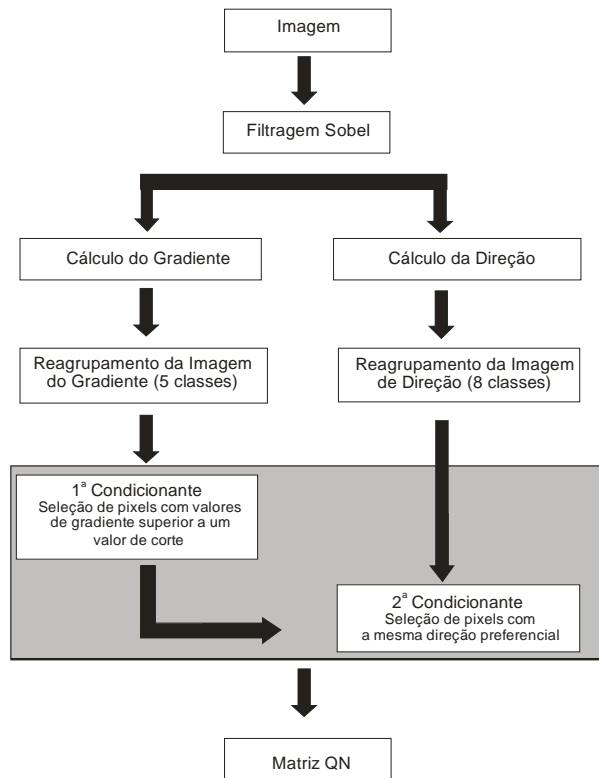 Imagem
Filtragem Sobel
Cálculo do Gradiente
Cálculo da Direção
Reagrupamento da Imagem
do Gradiente (5 classes)
Reagrupamento da Imagem
de Direção (8 classes)
1ª Condicionante
Seleção de pixels com valores
de gradiente superior a um
valor de corte
2ª Condicionante
Seleção de pixels com
a mesma direção preferencial
Matriz QN